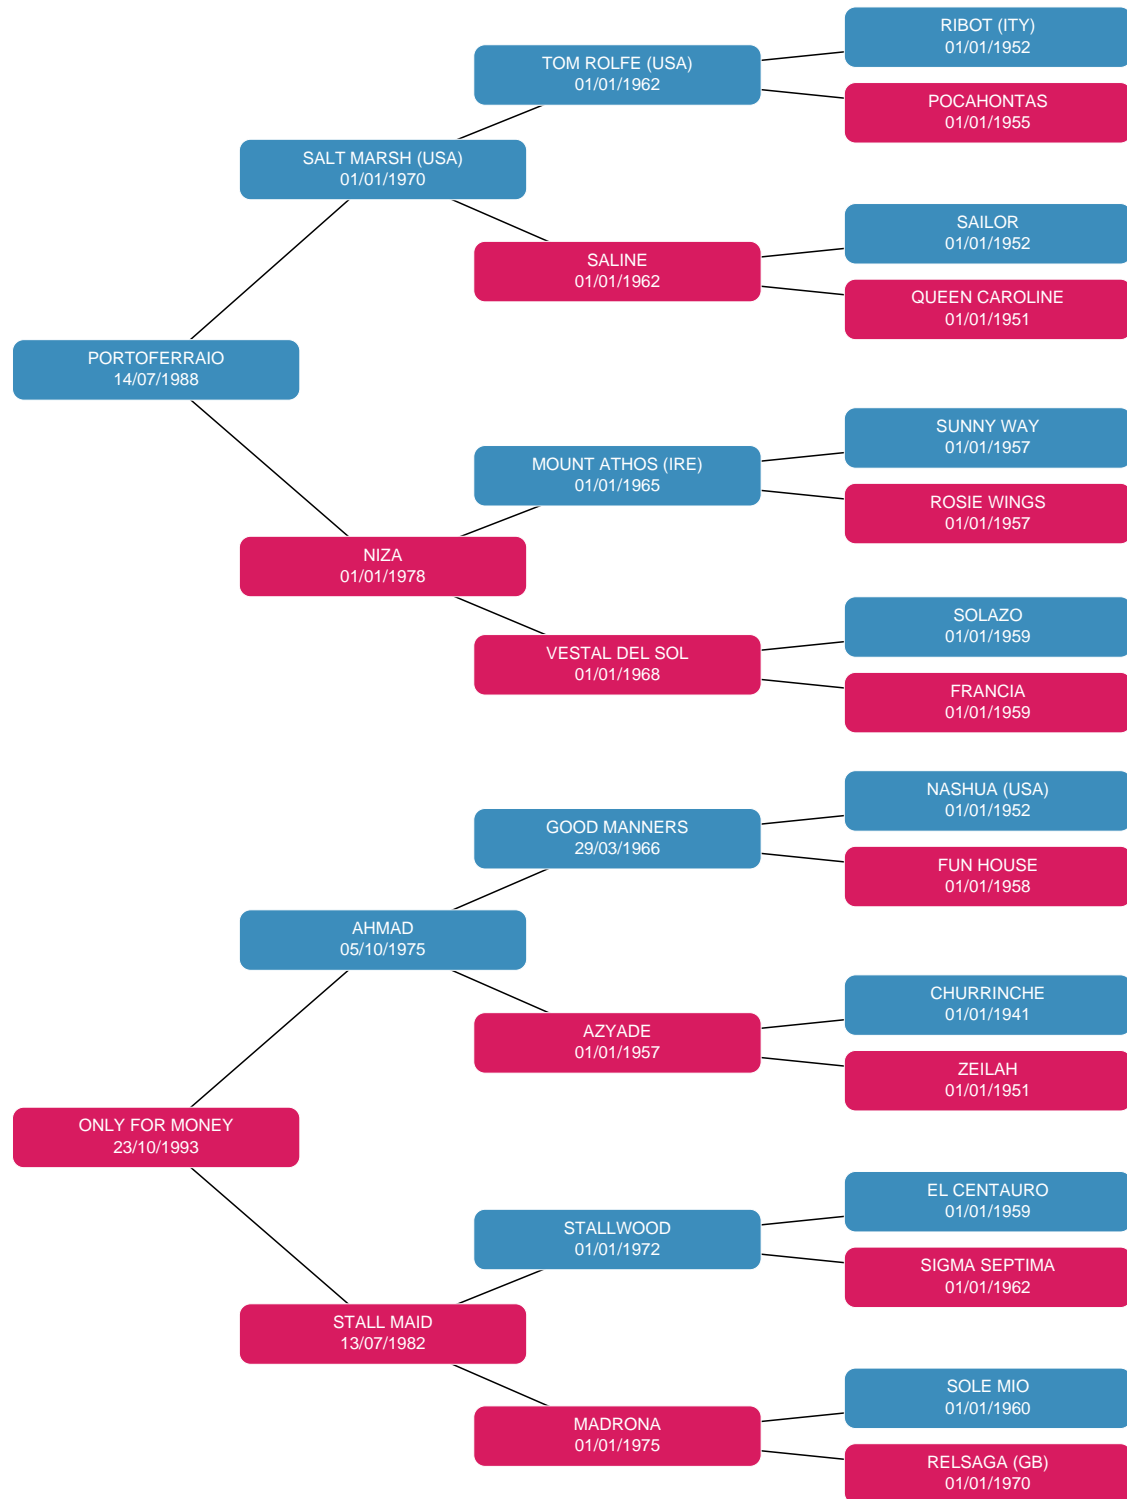 RIBOT (ITY)
01/01/1952
TOM ROLFE (USA)
01/01/1962
POCAHONTAS
01/01/1955
SALT MARSH (USA)
01/01/1970
SAILOR
01/01/1952
SALINE
01/01/1962
QUEEN CAROLINE
01/01/1951
PORTOFERRAIO
14/07/1988
SUNNY WAY
01/01/1957
MOUNT ATHOS (IRE)
01/01/1965
ROSIE WINGS
01/01/1957
NIZA
01/01/1978
SOLAZO
01/01/1959
VESTAL DEL SOL
01/01/1968
FRANCIA
01/01/1959
NASHUA (USA)
01/01/1952
GOOD MANNERS
29/03/1966
FUN HOUSE
01/01/1958
AHMAD
05/10/1975
CHURRINCHE
01/01/1941
AZYADE
01/01/1957
ZEILAH
01/01/1951
ONLY FOR MONEY
23/10/1993
EL CENTAURO
01/01/1959
STALLWOOD
01/01/1972
SIGMA SEPTIMA
01/01/1962
STALL MAID
13/07/1982
SOLE MIO
01/01/1960
MADRONA
01/01/1975
RELSAGA (GB)
01/01/1970